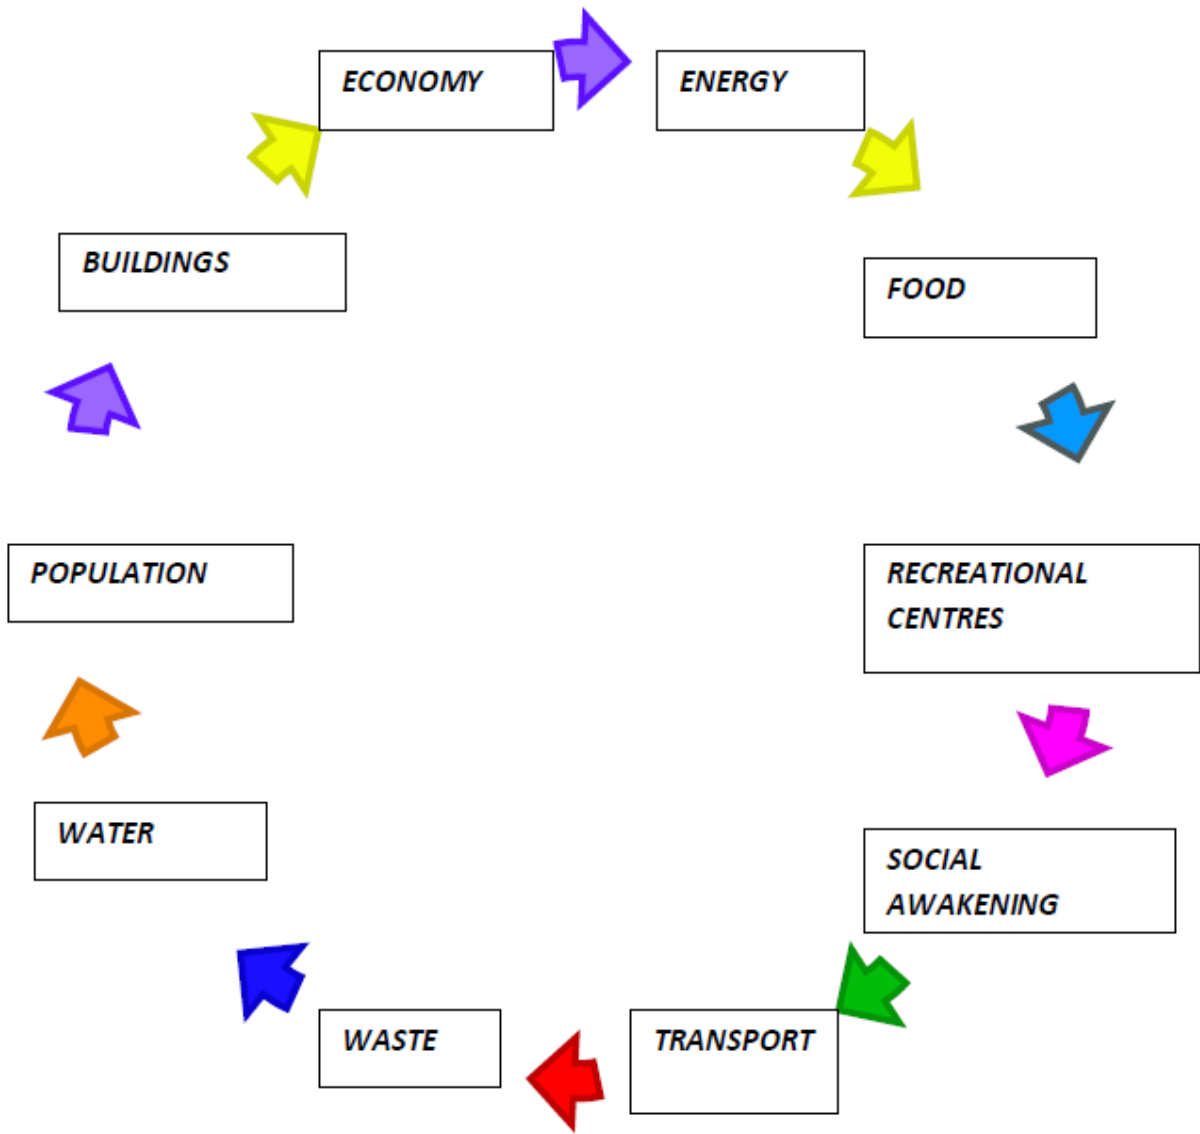 ECONOMY
ENERGY
BUILDINGS
FOOD
POPULATION
RECREATIONAL
CENTRES
WATER
SOCIAL
AWAKENING
WASTE
TRANSPORT